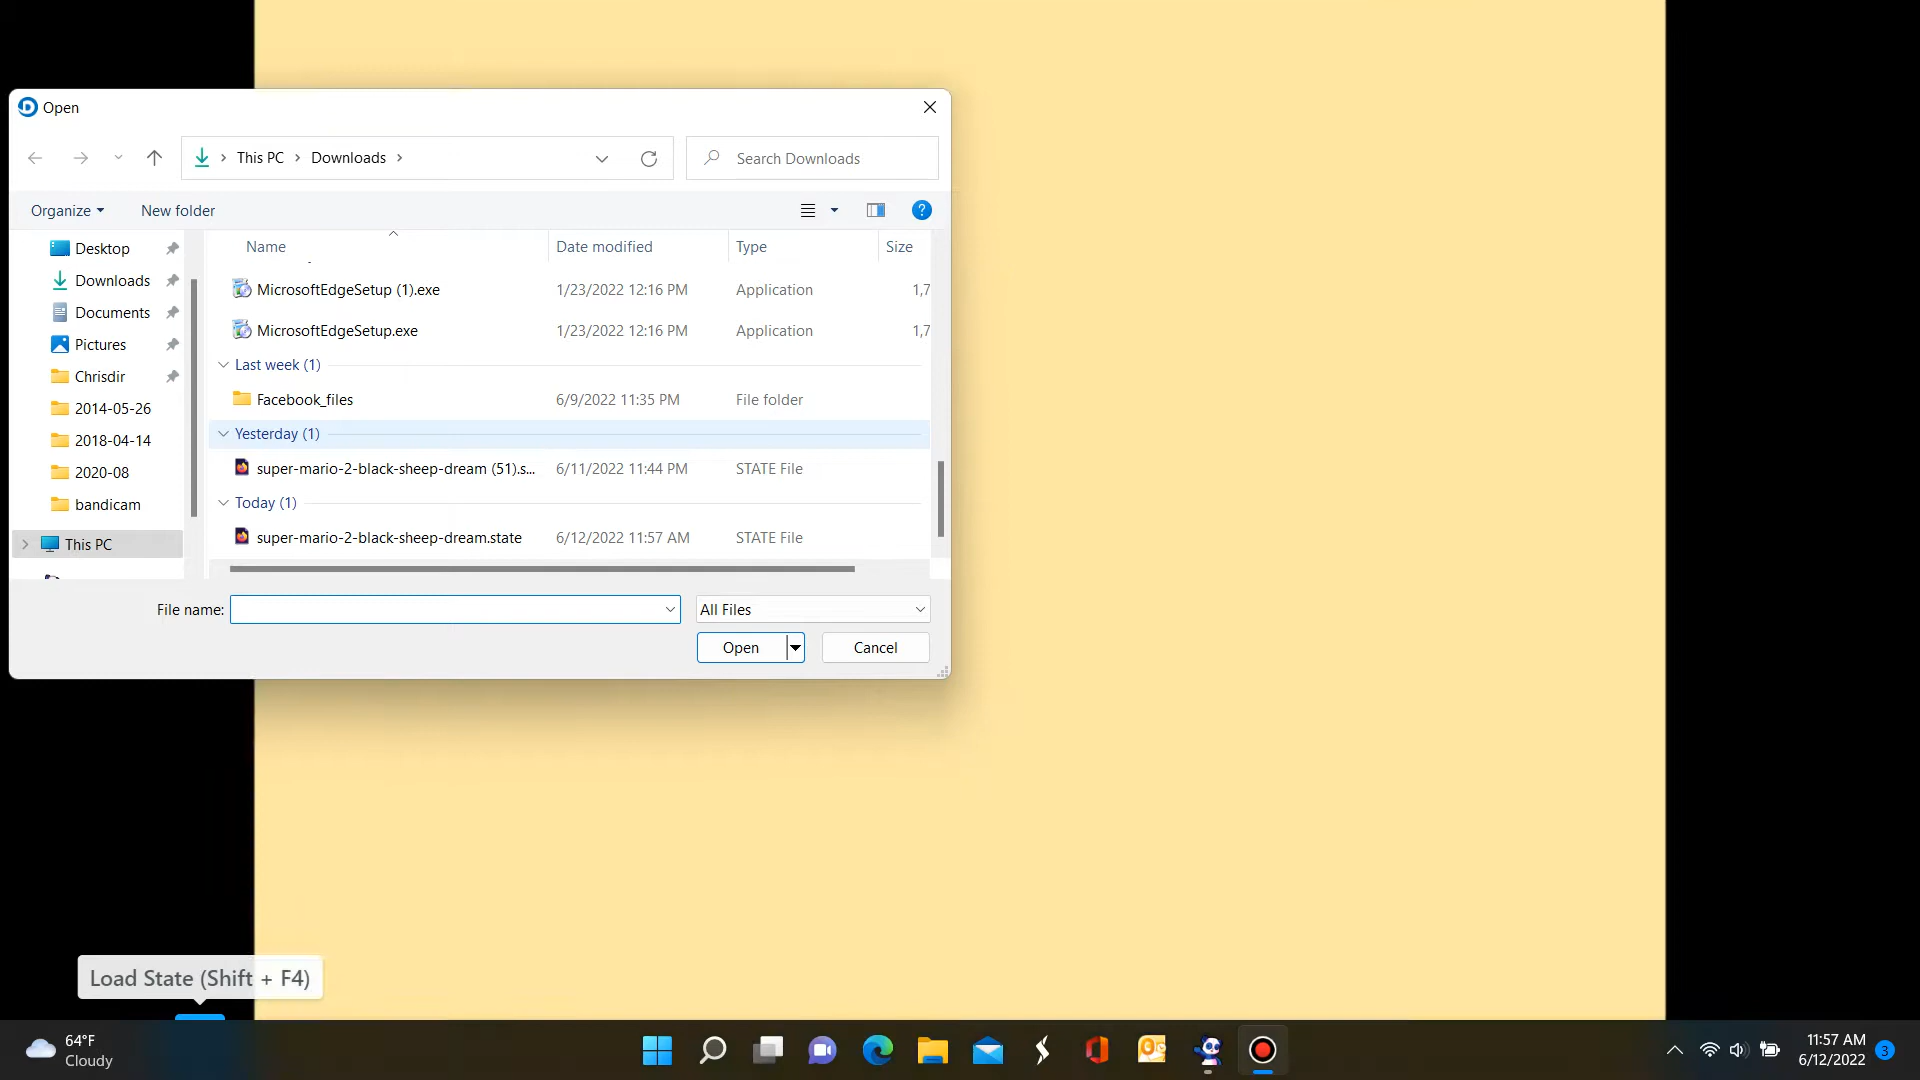 Open
This PC
Downloads
Search Downloads
Organize
New folder
Name
Date modified
Type
Size
Desktop
Downloads
Documents
Pictures
Chrisdir
2014-05-26
2018-04-14
2020-08
bandicam
This PC
MicrosoftEdgeSetup (1).exe 1/23/2022 12:16 PM Application 1,7
MicrosoftEdgeSetup.exe 1/23/2022 12:16 PM Application 1,7
Last week (1)
Facebook_files 6/9/2022 11:35 PM File folder
Yesterday (1)
super-mario-2-black-sheep-dream (51).s... 6/11/2022 11:44 PM STATE File
Today (1)
super-mario-2-black-sheep-dream.state 6/12/2022 11:57 AM STATE File
File name:
All Files
Open
Cancel
Load State (Shift + F4)
64°F
Cloudy
11:57 AM
6/12/2022
3